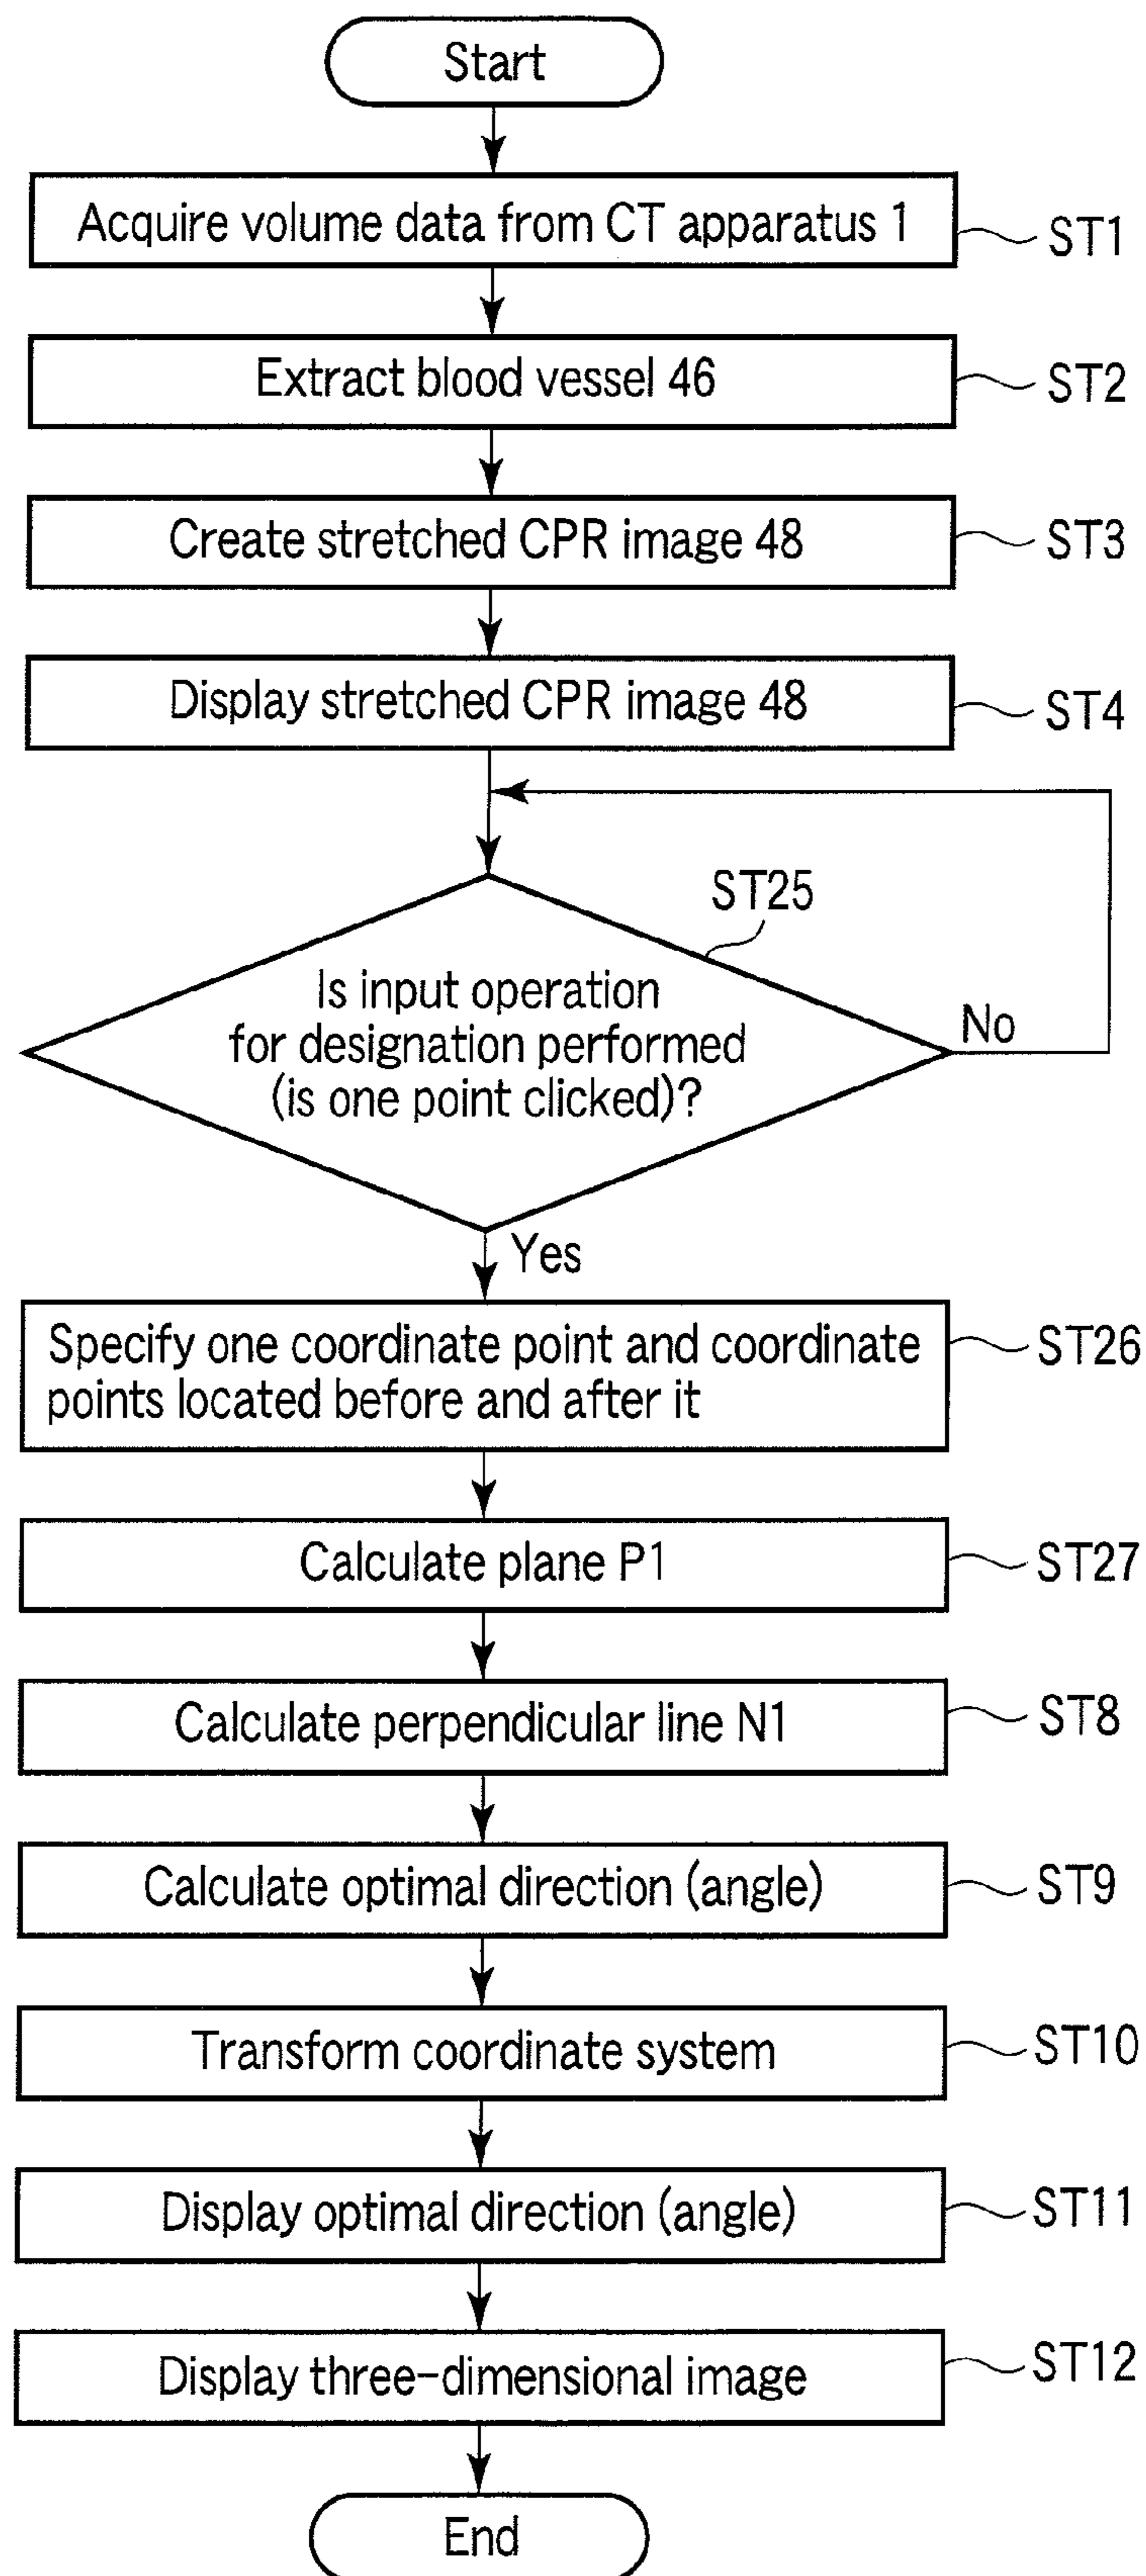 Start
Acquire volume data from CT apparatus 1
ST1
Extract blood vessel 46
ST2
Create stretched CPR image 48
ST3
Display stretched CPR image 48
ST4
ST25
Is input operation
for designation performed
(is one point clicked)?
No
Yes
Specify one coordinate point and coordinate
points located before and after it
ST26
Calculate plane P1
ST27
Calculate perpendicular line N1
ST8
Calculate optimal direction (angle)
ST9
Transform coordinate system
ST10
Display optimal direction (angle)
ST11
Display three-dimensional image
ST12
End